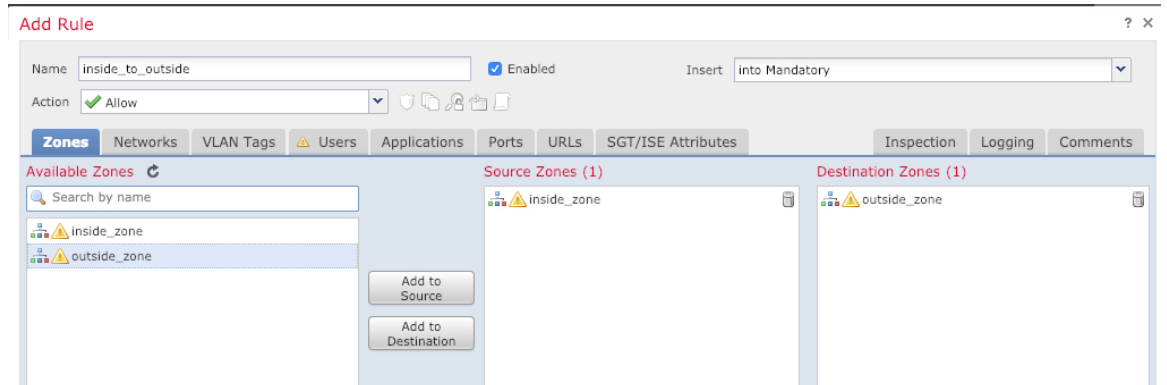 Add Rule
? ×
Name inside_to_outside Enabled Insert into Mandatory
Action Allow
Zones Networks VLAN Tags Users Applications Ports URLs SGT/ISE Attributes Inspection Logging Comments
Available Zones Source Zones (1) Destination Zones (1)
Search by name inside_zone outside_zone
inside_zone
outside_zone
Add to
Source
Add to
Destination